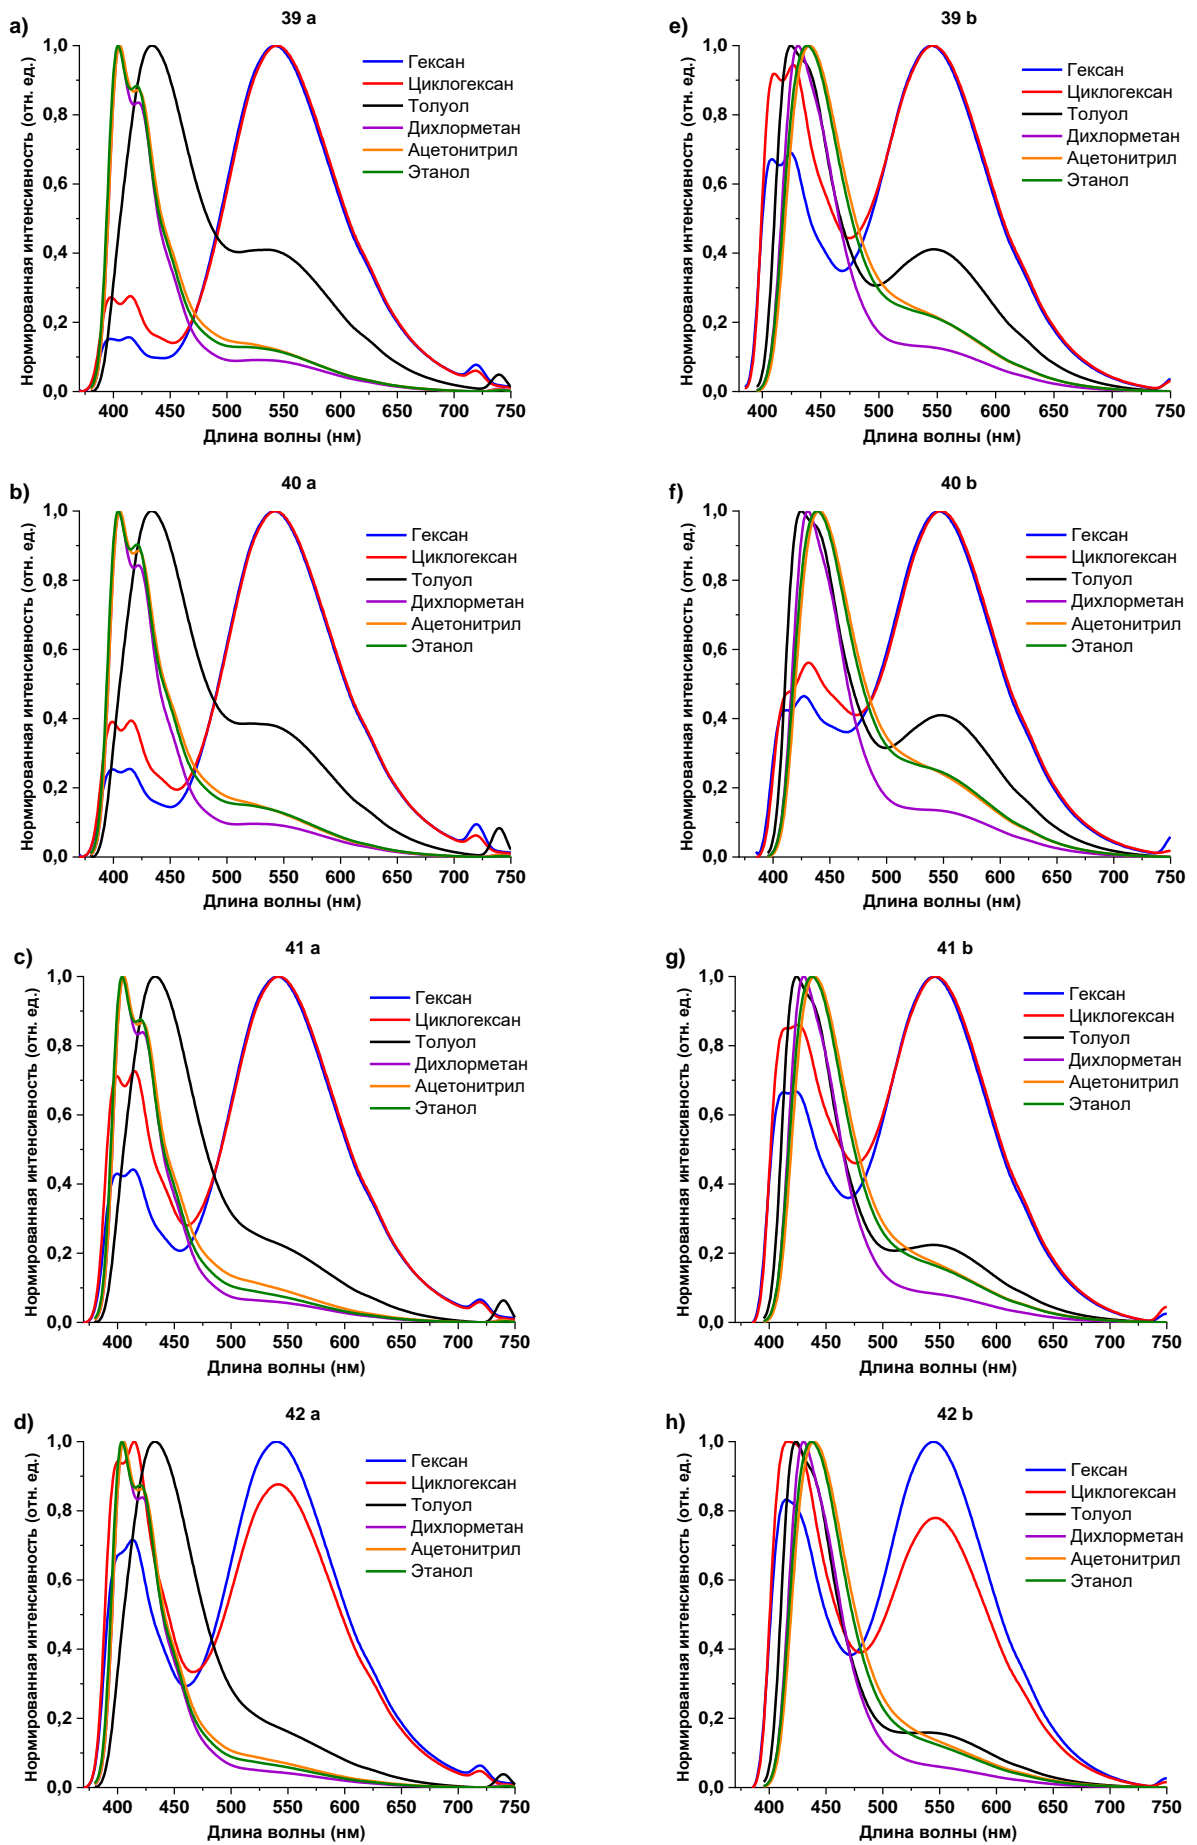 a)
39 a
Нормированная интенсивность (отн. ед.)
1,0
0,8
0,6
0,4
0,2
0,0
Гексан
Циклогексан
Толуол
Дихлорметан
Ацетонитрил
Этанол
400 450 500 550 600 650 700 750
Длина волны (нм)
e)
39 b
Нормированная интенсивность (отн. ед.)
1,0
0,8
0,6
0,4
0,2
0,0
Гексан
Циклогексан
Толуол
Дихлорметан
Ацетонитрил
Этанол
400 450 500 550 600 650 700 750
Длина волны (нм)
b)
40 a
Нормированная интенсивность (отн. ед.)
1,0
0,8
0,6
0,4
0,2
0,0
Гексан
Циклогексан
Толуол
Дихлорметан
Ацетонитрил
Этанол
400 450 500 550 600 650 700 750
Длина волны (нм)
f)
40 b
Нормированная интенсивность (отн. ед.)
1,0
0,8
0,6
0,4
0,2
0,0
Гексан
Циклогексан
Толуол
Дихлорметан
Ацетонитрил
Этанол
400 450 500 550 600 650 700 750
Длина волны (нм)
c)
41 a
Нормированная интенсивность (отн. ед.)
1,0
0,8
0,6
0,4
0,2
0,0
Гексан
Циклогексан
Толуол
Дихлорметан
Ацетонитрил
Этанол
400 450 500 550 600 650 700 750
Длина волны (нм)
g)
41 b
Нормированная интенсивность (отн. ед.)
1,0
0,8
0,6
0,4
0,2
0,0
Гексан
Циклогексан
Толуол
Дихлорметан
Ацетонитрил
Этанол
400 450 500 550 600 650 700 750
Длина волны (нм)
d)
42 a
Нормированная интенсивность (отн. ед.)
1,0
0,8
0,6
0,4
0,2
0,0
Гексан
Циклогексан
Толуол
Дихлорметан
Ацетонитрил
Этанол
400 450 500 550 600 650 700 750
Длина волны (нм)
h)
42 b
Нормированная интенсивность (отн. ед.)
1,0
0,8
0,6
0,4
0,2
0,0
Гексан
Циклогексан
Толуол
Дихлорметан
Ацетонитрил
Этанол
400 450 500 550 600 650 700 750
Длина волны (нм)